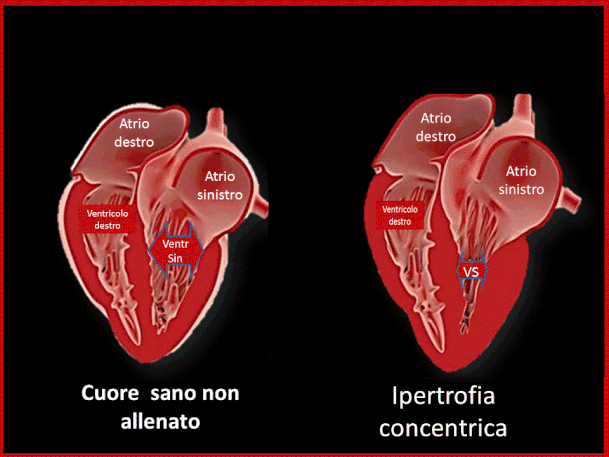 Atrio
destro
Atrio
sinistro
Ventricolo
destro
Ventr
Sin
Cuore sano non
allenato
Atrio
destro
Atrio
sinistro
Ventricolo
destro
VS
Ipertrofia
concentrica